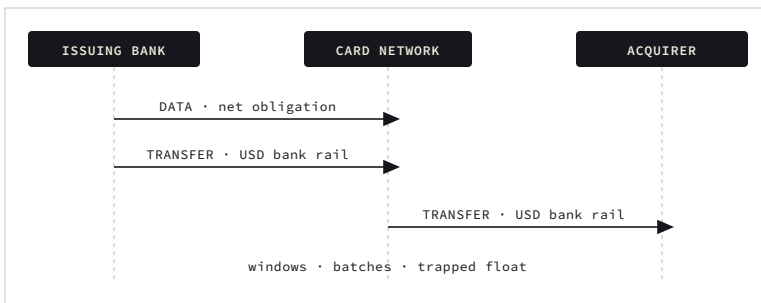 ISSUING BANK
CARD NETWORK
ACQUIRER
DATA · net obligation
TRANSFER · USD bank rail
TRANSFER · USD bank rail
windows · batches · trapped float